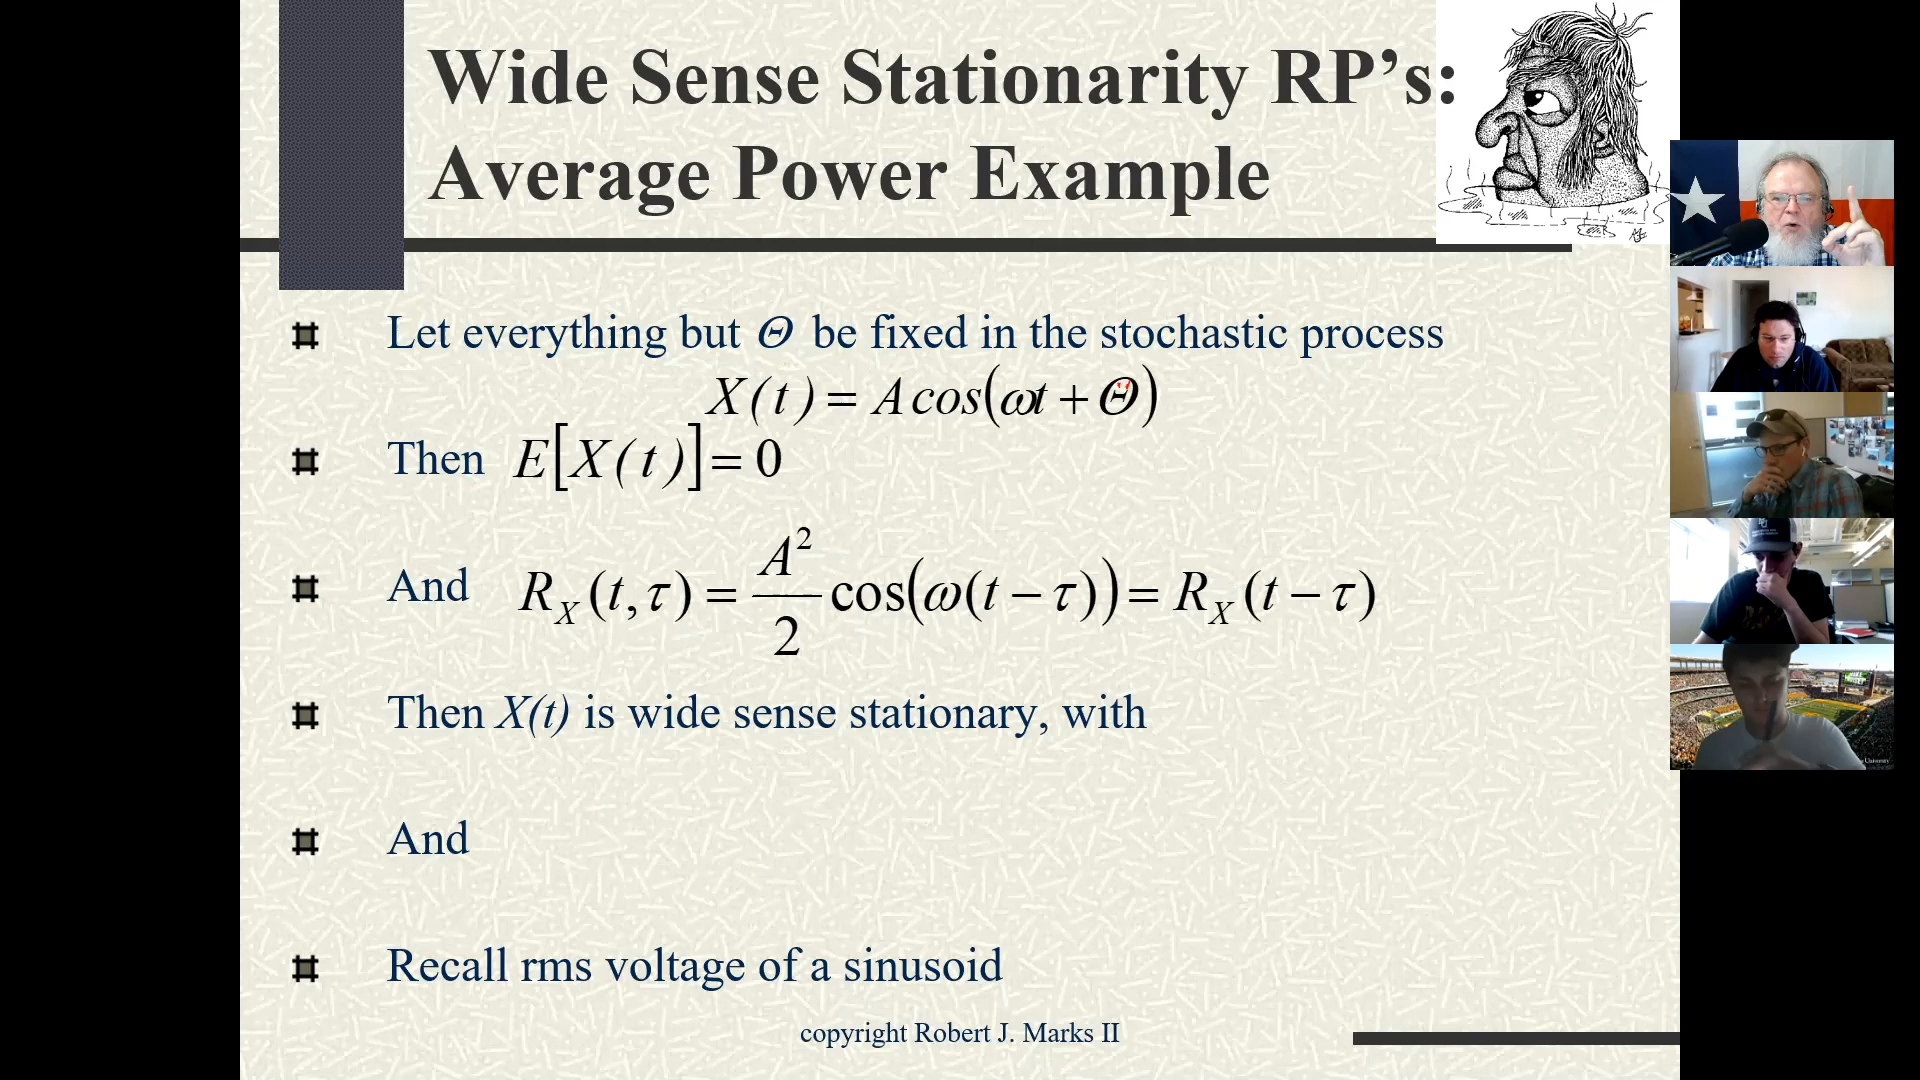 Wide Sense Stationarity RP’s:
Average Power Example
Let everything but Θ be fixed in the stochastic process
X(t) = A cos(ωt + Θ)
Then E[X(t)] = 0
And R_X(t, τ) = A²/2 cos(ω(t − τ)) = R_X(t − τ)
Then X(t) is wide sense stationary, with
And
Recall rms voltage of a sinusoid
copyright Robert J. Marks II